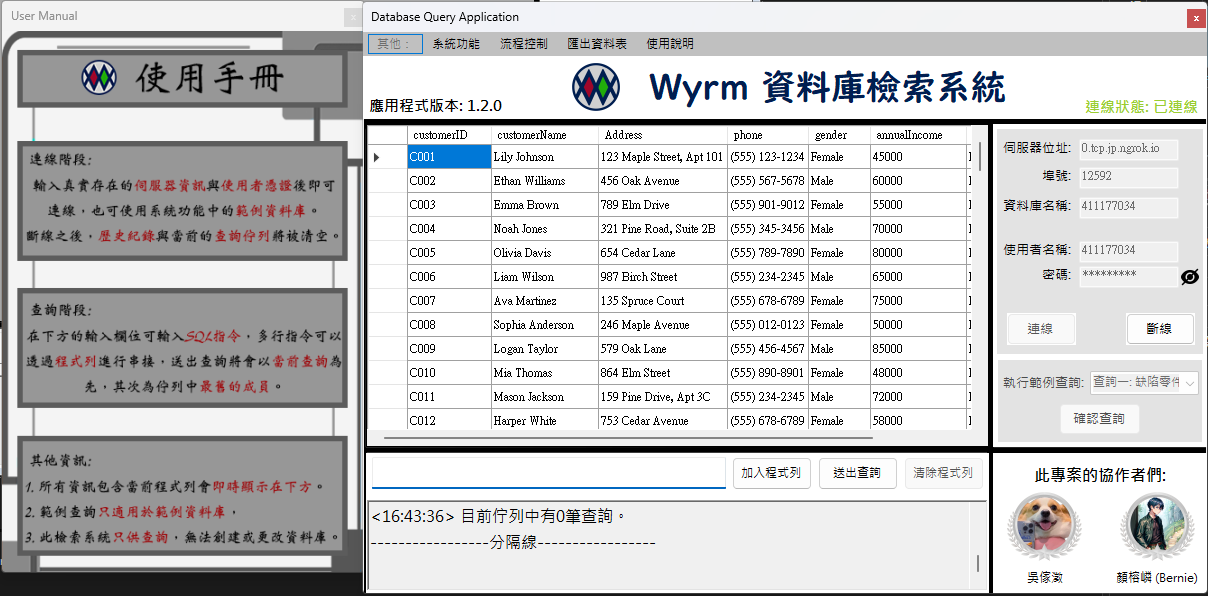 User Manual
使用手冊
連線階段:
輸入真實存在的伺服器資訊與使用者憑證後即可
連線，也可使用系統功能中的範例資料庫。
斷線之後，歷史紀錄與當前的查詢佇列將被清空。
查詢階段:
在下方的輸入欄位可輸入SQL指令，多行指令可以
透過程式列進行串接，送出查詢將會以當前查詢為
先，其次為佇列中最舊的成員。
其他資訊:
1. 所有資訊包含當前程式列會即時顯示在下方。
2. 範例查詢只適用於範例資料庫，
3. 此檢索系統只供查詢，無法創建或更改資料庫。
Database Query Application
其他： 系統功能 流程控制 匯出資料表 使用說明
應用程式版本: 1.2.0
Wyrm 資料庫檢索系統
連線狀態: 已連線
customerID customerName Address phone gender annualIncome
C001 Lily Johnson 123 Maple Street, Apt 101 (555) 123-1234 Female 45000
C002 Ethan Williams 456 Oak Avenue (555) 567-5678 Male 60000
C003 Emma Brown 789 Elm Drive (555) 901-9012 Female 55000
C004 Noah Jones 321 Pine Road, Suite 2B (555) 345-3456 Male 70000
C005 Olivia Davis 654 Cedar Lane (555) 789-7890 Female 80000
C006 Liam Wilson 987 Birch Street (555) 234-2345 Male 65000
C007 Ava Martinez 135 Spruce Court (555) 678-6789 Female 75000
C008 Sophia Anderson 246 Maple Avenue (555) 012-0123 Female 50000
C009 Logan Taylor 579 Oak Lane (555) 456-4567 Male 85000
C010 Mia Thomas 864 Elm Street (555) 890-8901 Female 48000
C011 Mason Jackson 159 Pine Drive, Apt 3C (555) 234-2345 Male 72000
C012 Harper White 753 Cedar Avenue (555) 678-6789 Female 58000
加入程式列 送出查詢 清除程式列
<16:43:36> 目前佇列中有0筆查詢。
-----------------分隔線-----------------
伺服器位址: 0.tcp.jp.ngrok.io
埠號: 12592
資料庫名稱: 411177034
使用者名稱: 411177034
密碼: *********
連線 斷線
執行範例查詢: 查詢一: 缺陷零件
確認查詢
此專案的協作者們:
吳傢澂 顏榕嶙 (Bernie)